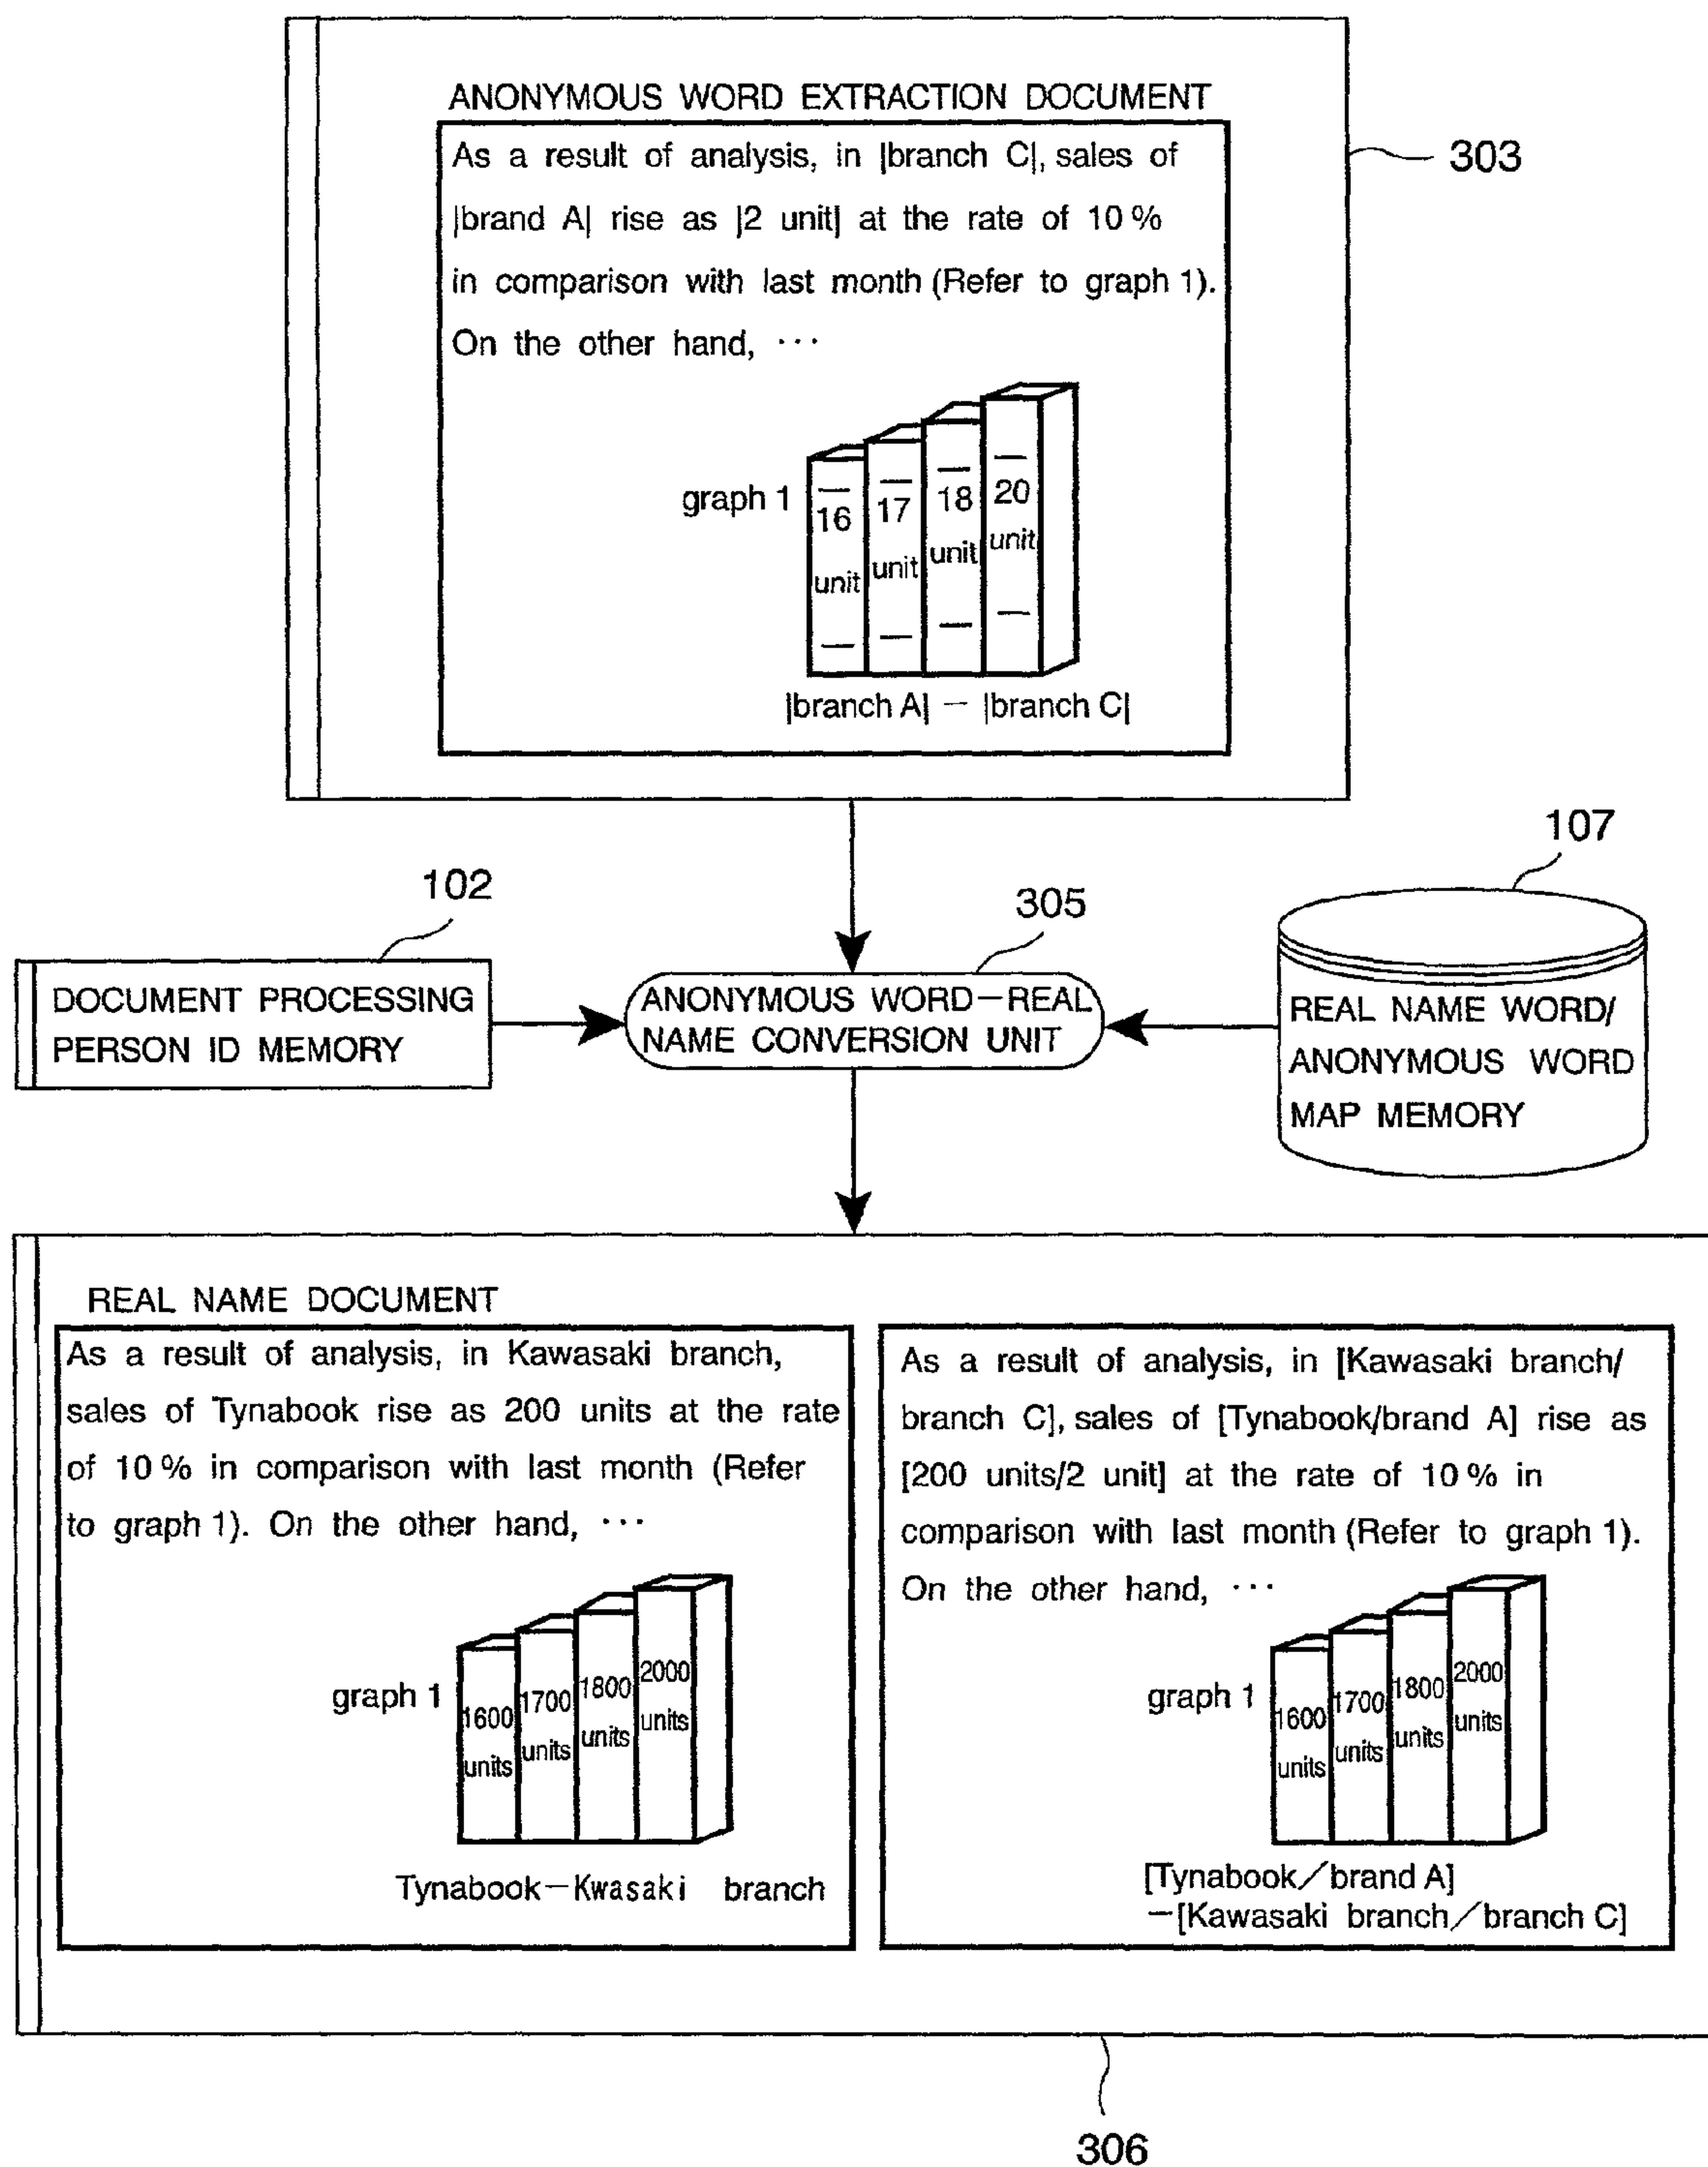 ANONYMOUS WORD EXTRACTION DOCUMENT
As a result of analysis, in |branch C|, sales of
|brand A| rise as |2 unit| at the rate of 10 %
in comparison with last month (Refer to graph 1).
On the other hand, ···
graph 1
16
unit
17
unit
18
unit
20
unit
|branch A| — |branch C|
303
107
102
305
DOCUMENT PROCESSING
PERSON ID MEMORY
ANONYMOUS WORD—REAL
NAME CONVERSION UNIT
REAL NAME WORD/
ANONYMOUS WORD
MAP MEMORY
REAL NAME DOCUMENT
As a result of analysis, in Kawasaki branch,
sales of Tynabook rise as 200 units at the rate
of 10 % in comparison with last month (Refer
to graph 1). On the other hand, ···
graph 1
1600
units
1700
units
1800
units
2000
units
Tynabook—Kwasaki branch
As a result of analysis, in [Kawasaki branch/
branch C], sales of [Tynabook/brand A] rise as
[200 units/2 unit] at the rate of 10 % in
comparison with last month (Refer to graph 1).
On the other hand, ···
graph 1
1600
units
1700
units
1800
units
2000
units
[Tynabook/brand A]
—[Kawasaki branch/branch C]
306